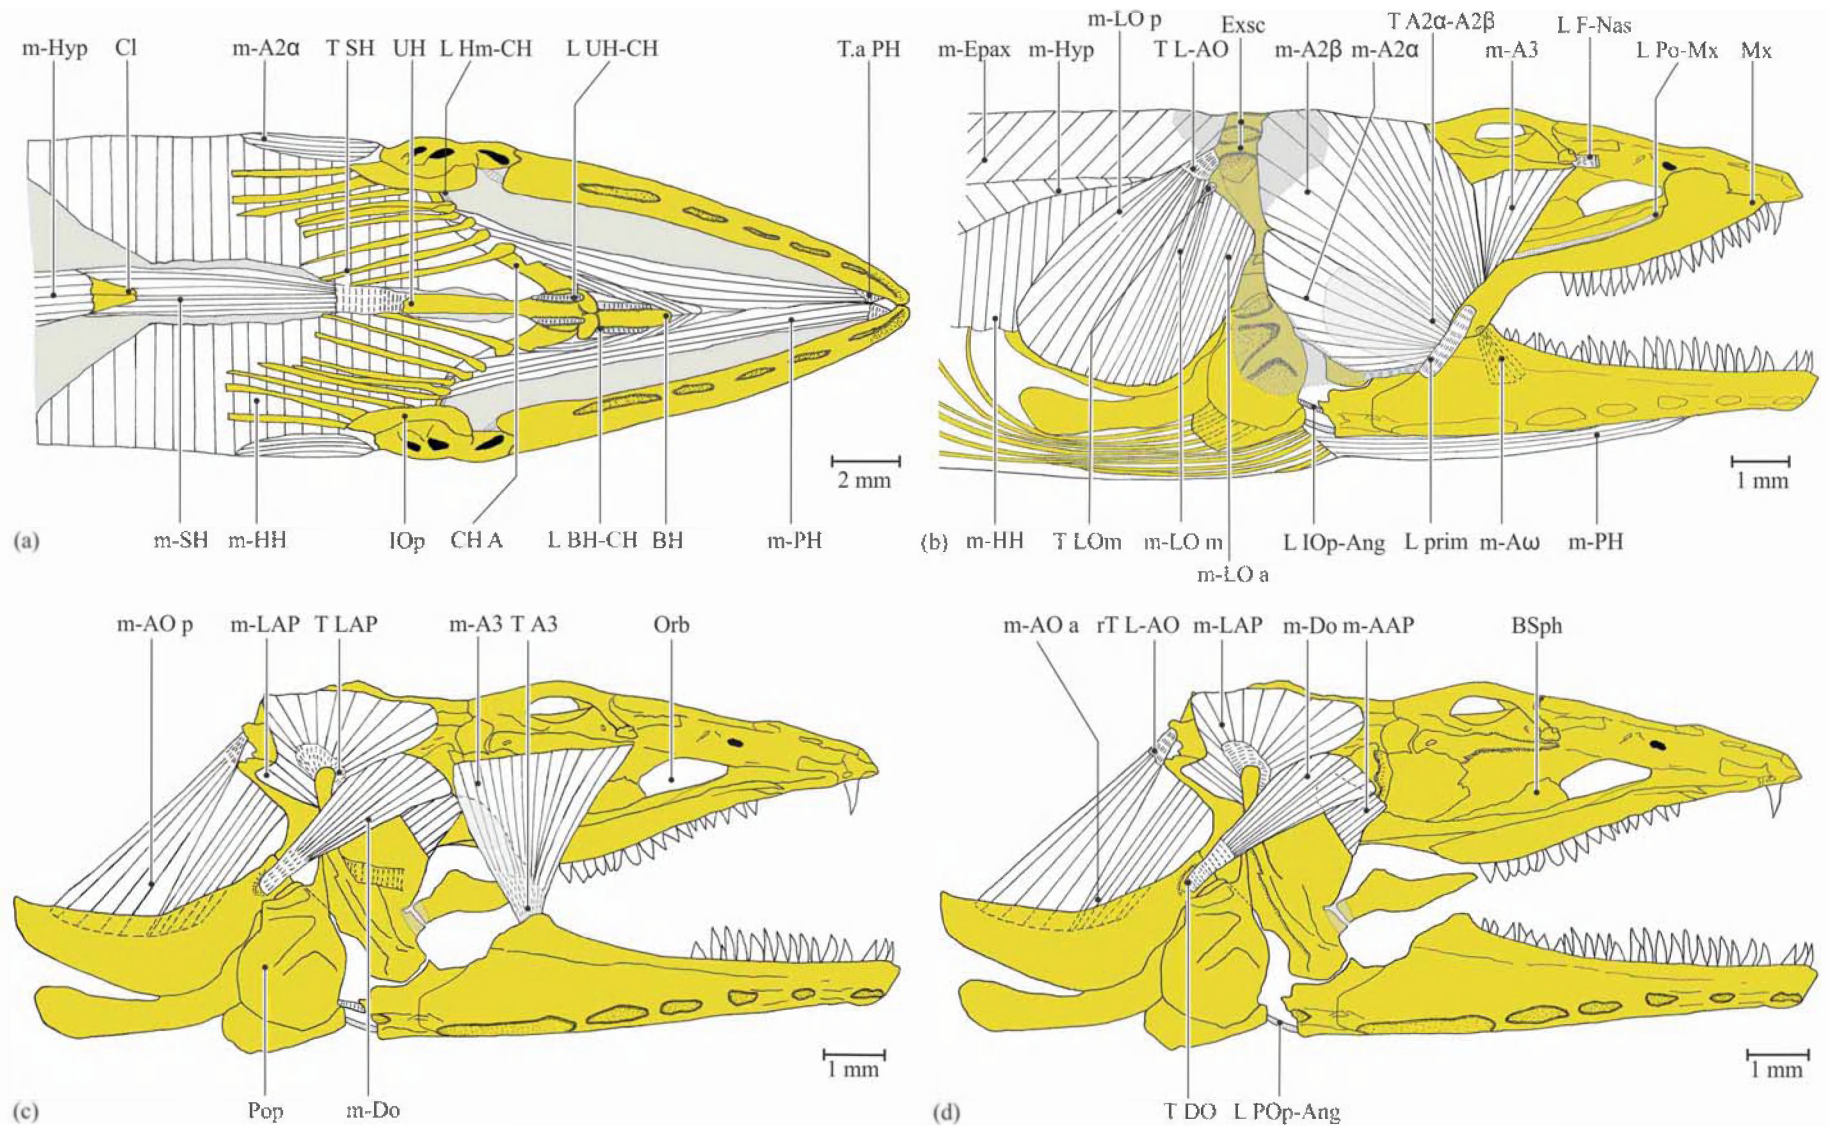 m-Hyp Cl m-A2α T SH UH L Hm-CH L UH-CH T.a PH
2 mm
(a) m-SH m-HH IOp CH A L BH-CH BH m-PH
m-LO p Exsc T A2α-A2β L F-Nas
m-Epax m-Hyp T L-AO m-A2β m-A2α m-A3 L Po-Mx Mx
1 mm
(b) m-HH T LOm m-LO m L IOp-Ang L prim m-Aω m-PH
m-LO a
m-AO p m-LAP T LAP m-A3 T A3 Orb
1 mm
(c) Pop m-Do
m-AO a rT L-AO m-LAP m-Do m-AAP BSph
1 mm
(d) T DO L POp-Ang